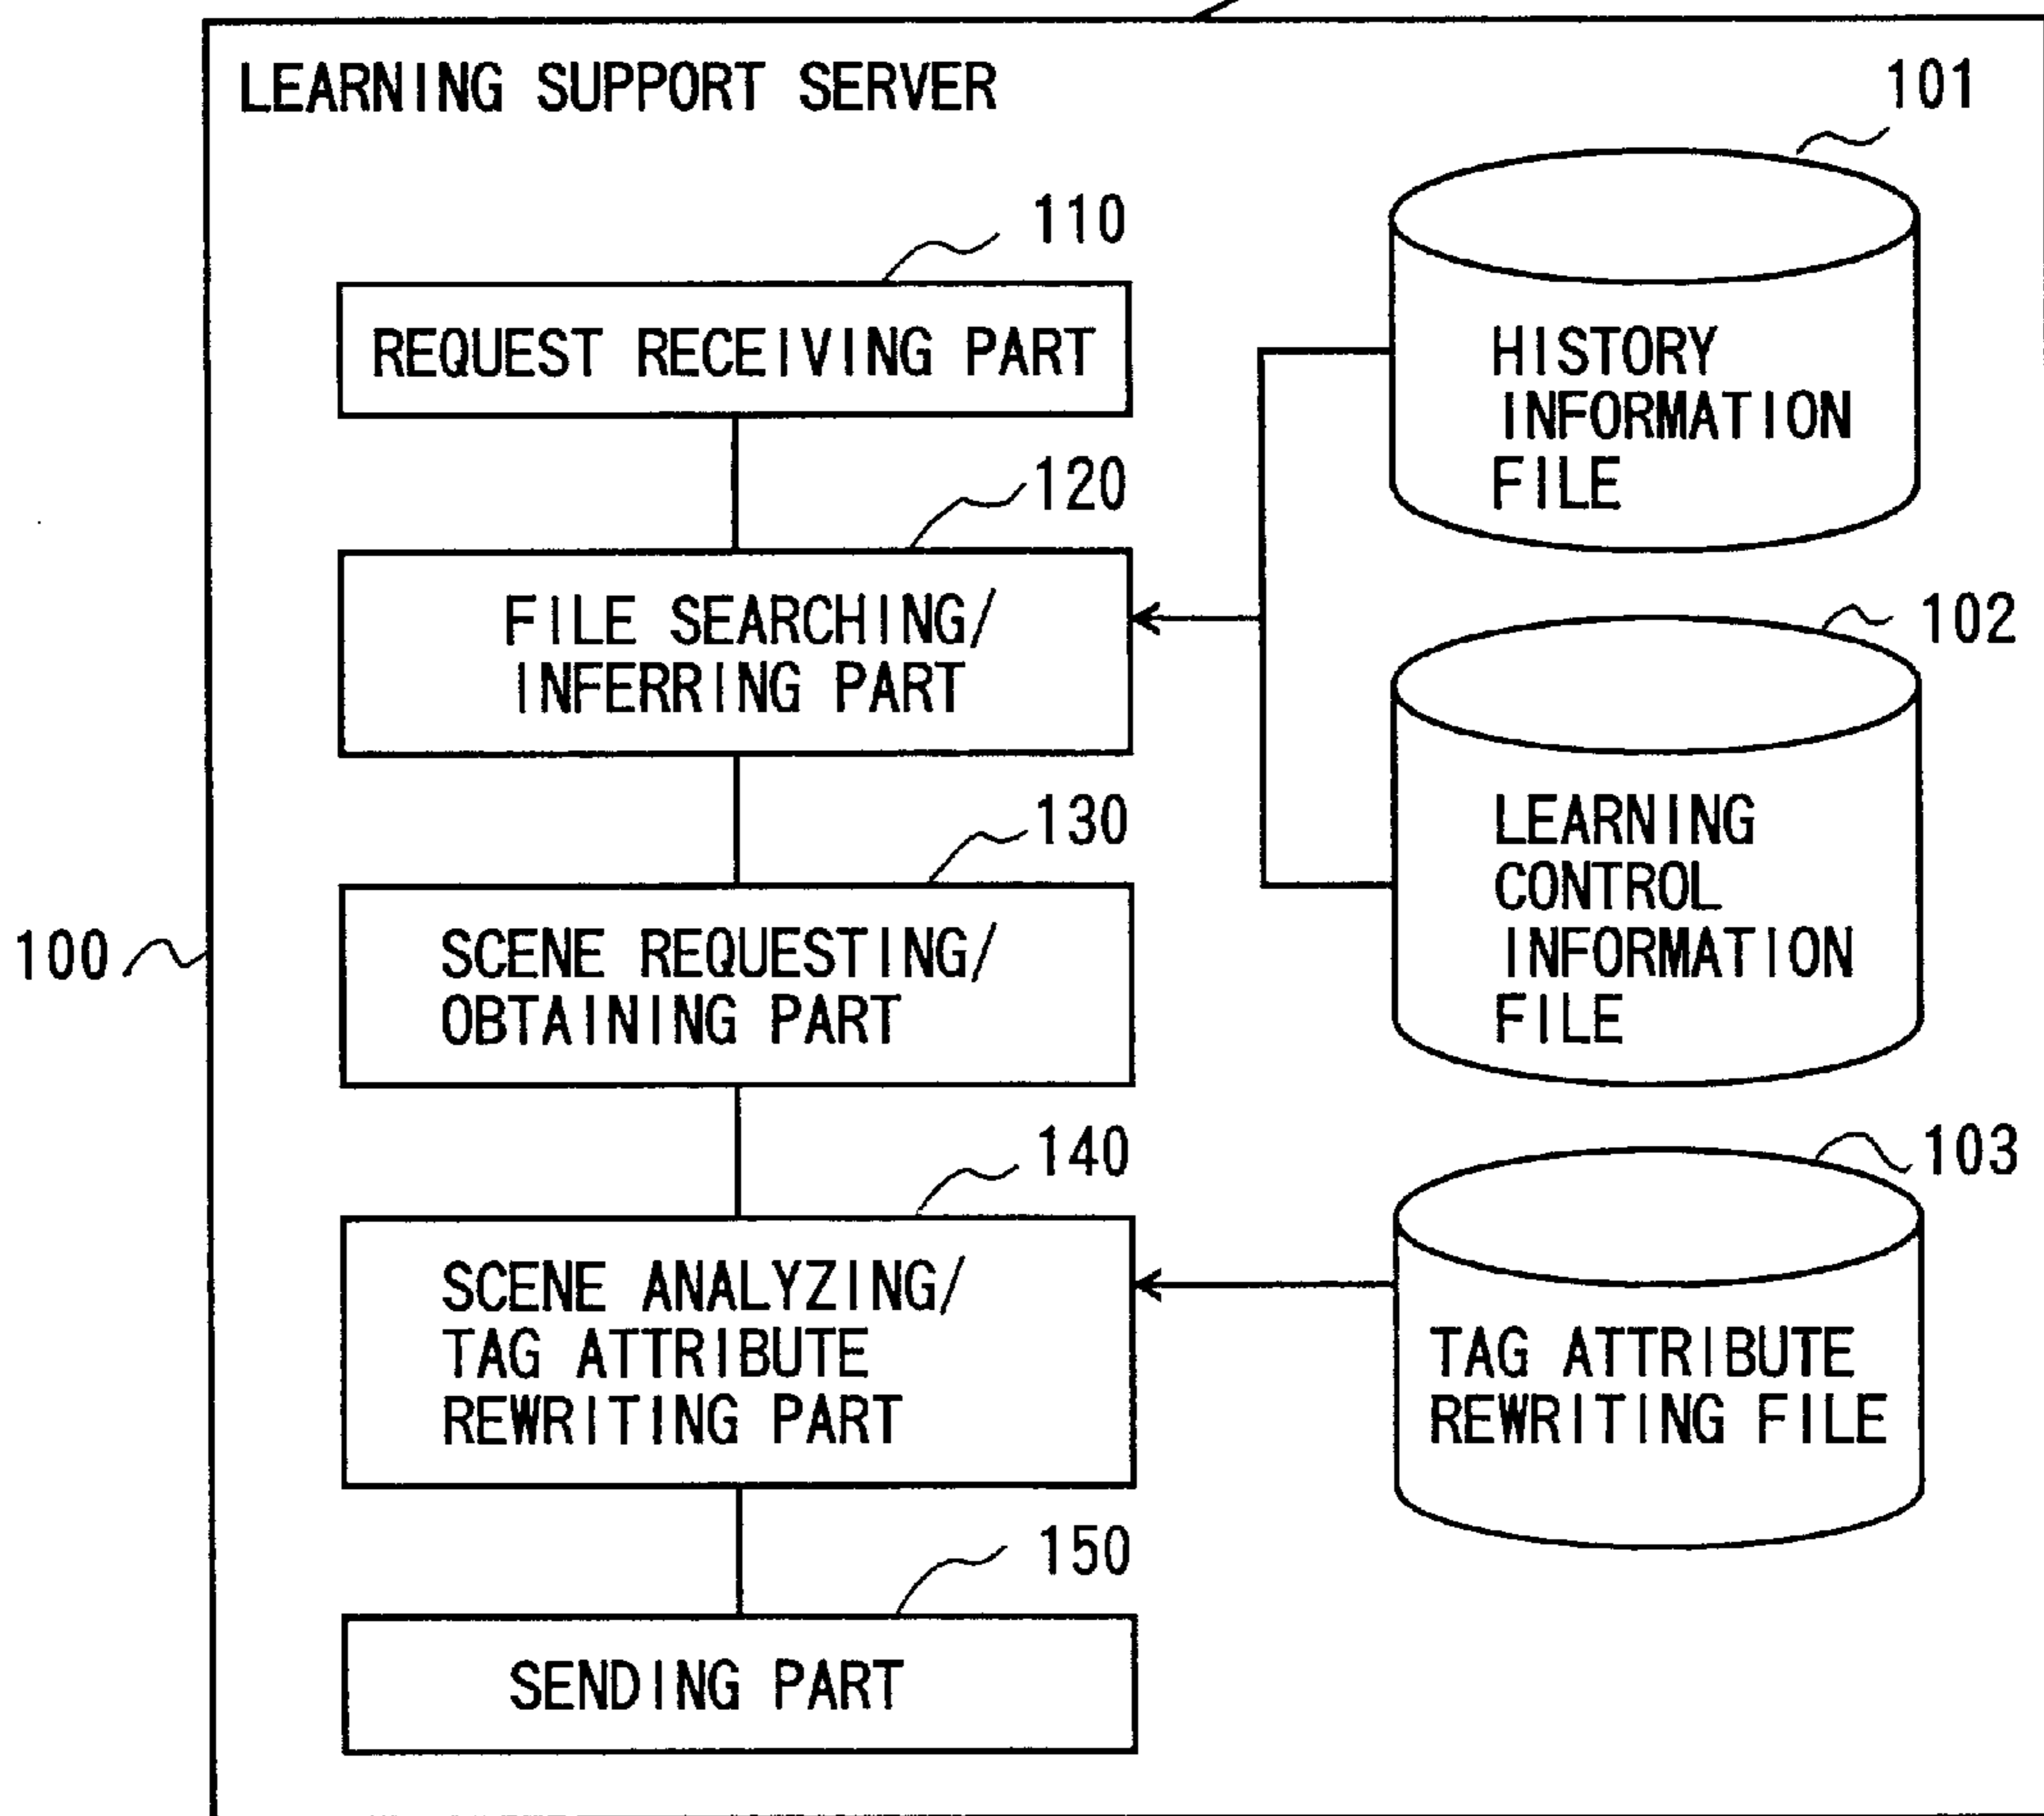 LEARNING SUPPORT SERVER
101
110
REQUEST RECEIVING PART
HISTORY
INFORMATION
FILE
120
FILE SEARCHING/
INFERRING PART
102
130
LEARNING
CONTROL
INFORMATION
FILE
100
SCENE REQUESTING/
OBTAINING PART
140
103
SCENE ANALYZING/
TAG ATTRIBUTE
REWRITING PART
TAG ATTRIBUTE
REWRITING FILE
150
SENDING PART